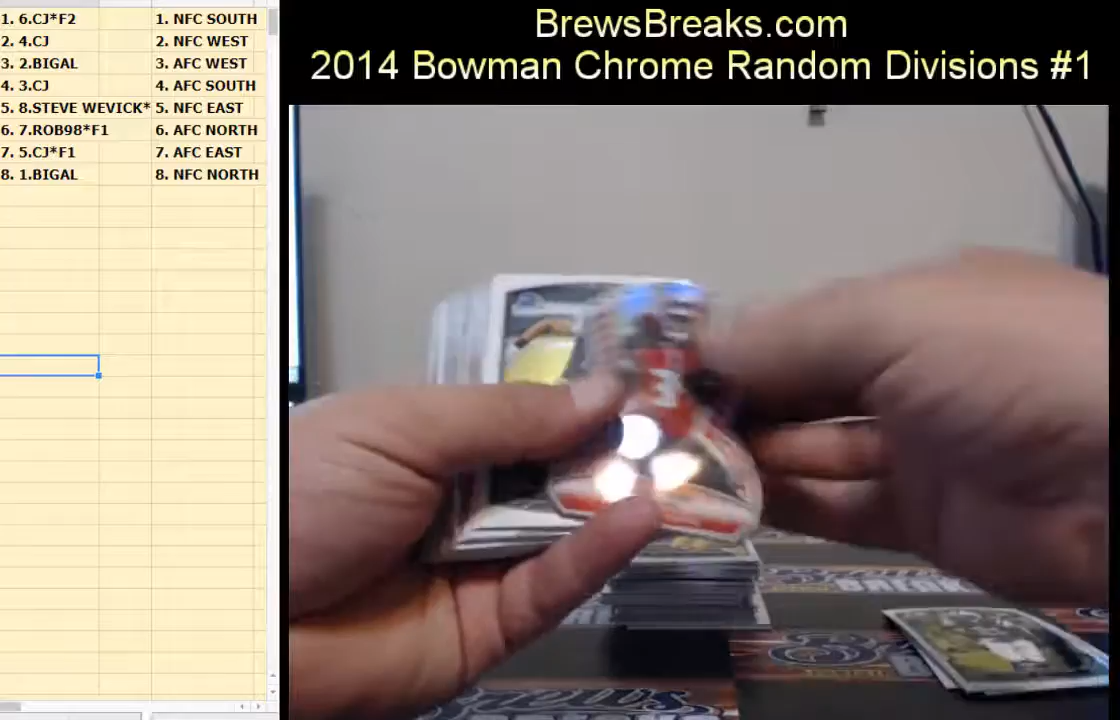 BrewsBreaks.com
2014 Bowman Chrome Random Divisions #1
1. 6.CJ*F2 1. NFC SOUTH
2. 4.CJ 2. NFC WEST
3. 2.BIGAL 3. AFC WEST
4. 3.CJ 4. AFC SOUTH
5. 8.STEVE WEVICK* 5. NFC EAST
6. 7.ROB98*F1 6. AFC NORTH
7. 5.CJ*F1 7. AFC EAST
8. 1.BIGAL 8. NFC NORTH